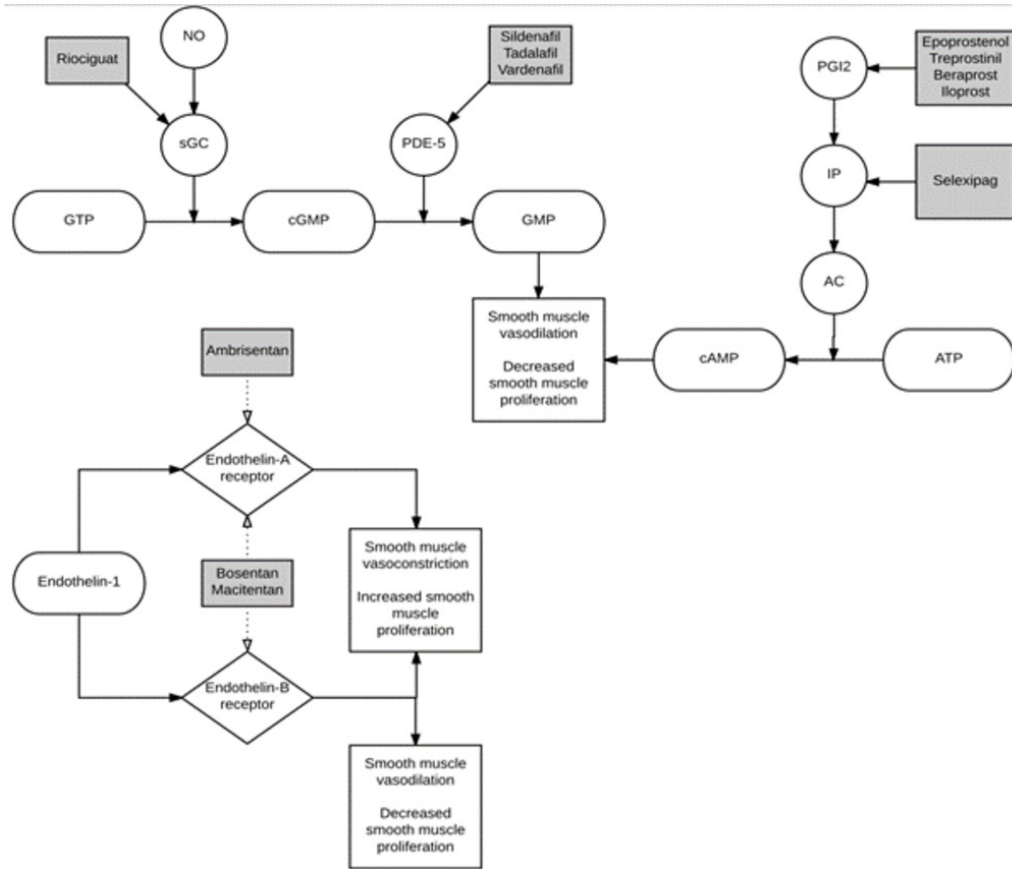 NO
Riociguat
sGC
GTP
cGMP
Sildenafil
Tadalafil
Vardenafil
PDE-5
GMP
PGI2
Epoprostenol
Treprostinil
Beraprost
Iloprost
IP
Selexipag
AC
Smooth muscle
vasodilation
Decreased
smooth muscle
proliferation
cAMP
ATP
Ambrisentan
Endothelin-A
receptor
Endothelin-1
Bosentan
Macitentan
Smooth muscle
vasoconstriction
Increased smooth
muscle
proliferation
Endothelin-B
receptor
Smooth muscle
vasodilation
Decreased
smooth muscle
proliferation